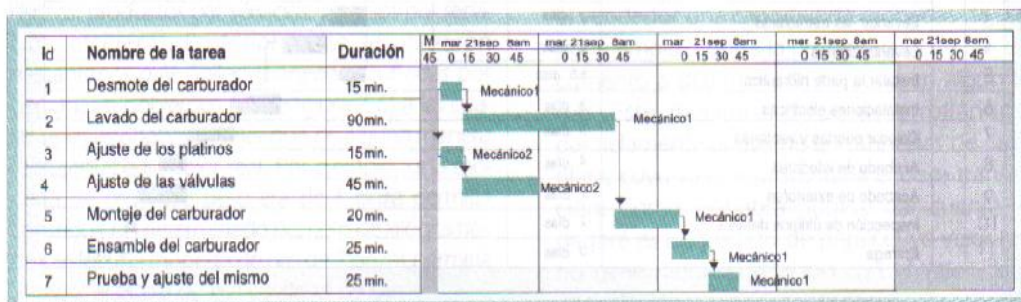 Id Nombre de la tarea Duración M mar 21sep 8am mar 21sep 8am mar 21sep 8am mar 21sep 8am mar 21sep 8am
45 0 15 30 45 0 15 30 45 0 15 30 45 0 15 30 45 0 15 30 45
1 Desmote del carburador 15 min. Mecánico1
2 Lavado del carburador 90min. Mecánico1
3 Ajuste de los platinos 15min. Mecánico2
4 Ajuste de las válvulas 45 min. Mecánico2
5 Monteje del carburador 20min. Mecánico1
6 Ensamble del carburador 25 min. Mecánico1
7 Prueba y ajuste del mismo 25 min. Mecánico1